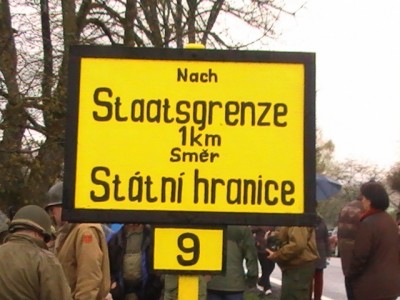 Nach
Staatsgrenze
1km
Směr
Státní hranice
9